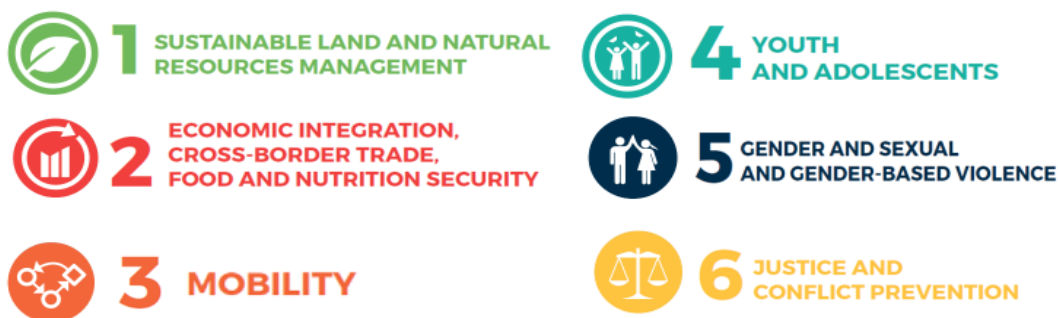 1 SUSTAINABLE LAND AND NATURAL
RESOURCES MANAGEMENT
2 ECONOMIC INTEGRATION,
CROSS-BORDER TRADE,
FOOD AND NUTRITION SECURITY
3 MOBILITY
4 YOUTH
AND ADOLESCENTS
5 GENDER AND SEXUAL
AND GENDER-BASED VIOLENCE
6 JUSTICE AND
CONFLICT PREVENTION